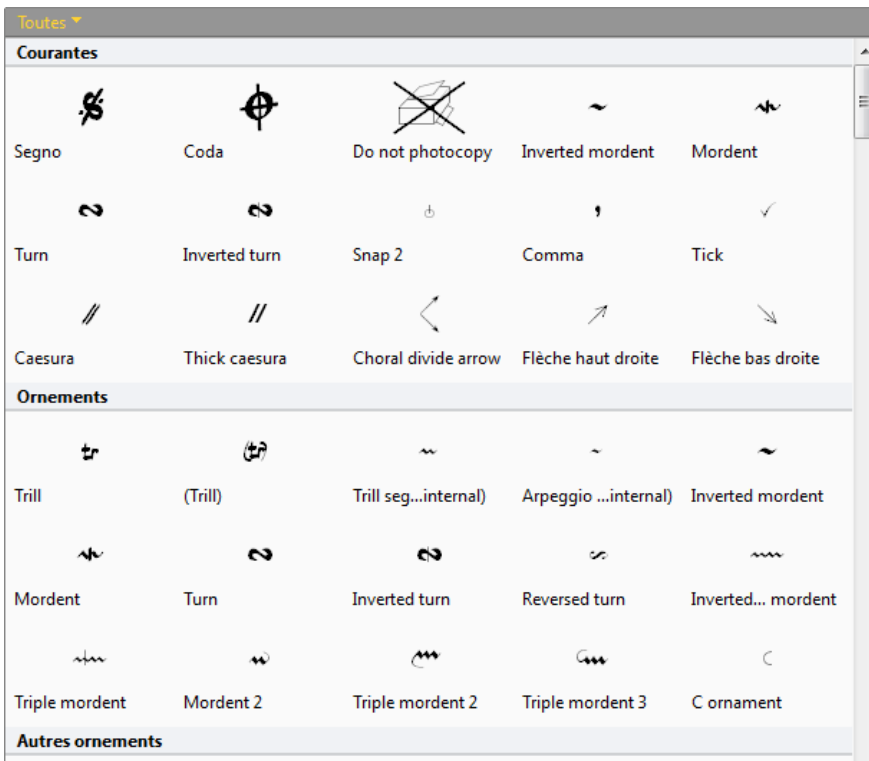 Toutes
Courantes
Segno Coda Do not photocopy Inverted mordent Mordent
Turn Inverted turn Snap 2 Comma Tick
Caesura Thick caesura Choral divide arrow Flèche haut droite Flèche bas droite
Ornements
Trill (Trill) Trill seg...internal) Arpeggio ...internal) Inverted mordent
Mordent Turn Inverted turn Reversed turn Inverted... mordent
Triple mordent Mordent 2 Triple mordent 2 Triple mordent 3 C ornament
Autres ornements